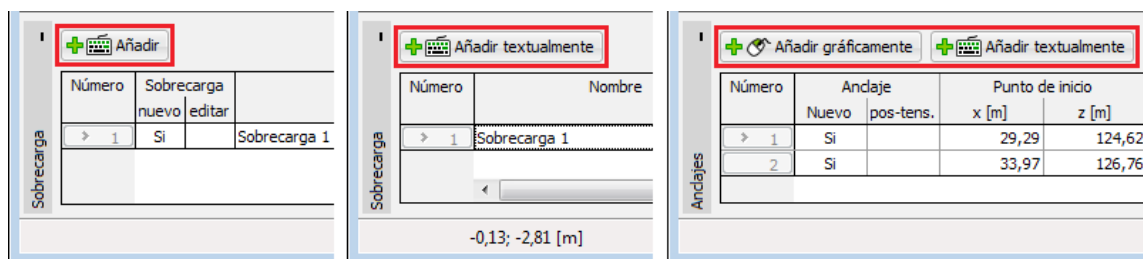 Añadir
Número Sobrecarga
nuevo editar
1 Si Sobrecarga 1
Sobrecarga
Añadir textualmente
Número Nombre
1 Sobrecarga 1
Sobrecarga
-0,13; -2,81 [m]
Añadir gráficamente Añadir textualmente
Número Anclaje Punto de inicio
Nuevo pos-tens. x [m] z [m]
1 Si 29,29 124,62
2 Si 33,97 126,76
Anclajes